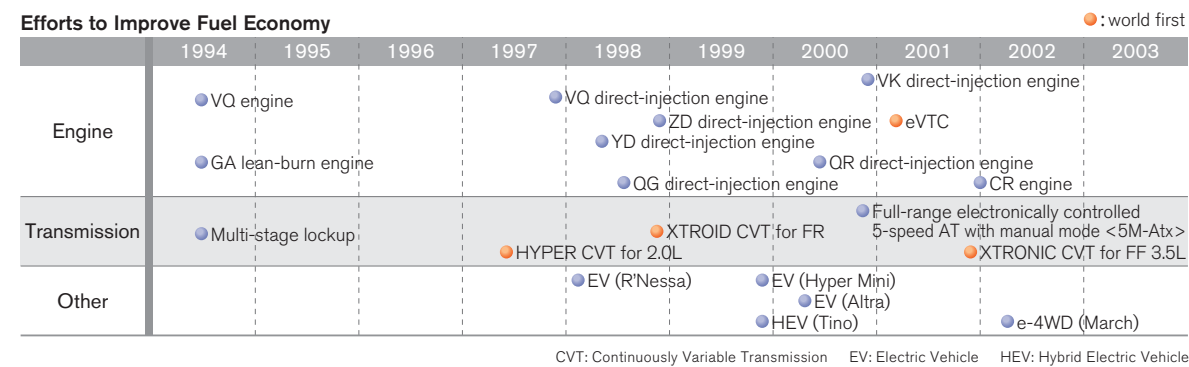 Efforts to Improve Fuel Economy
: world first
1994 1995 1996 1997 1998 1999 2000 2001 2002 2003
Engine
VK direct-injection engine
VQ engine
VQ direct-injection engine
ZD direct-injection engine
eVTC
YD direct-injection engine
GA lean-burn engine
QR direct-injection engine
QG direct-injection engine
CR engine
Transmission
Full-range electronically controlled
5-speed AT with manual mode <5M-Atx>
Multi-stage lockup
XTROID CVT for FR
HYPER CVT for 2.0L
XTRONIC CVT for FF 3.5L
Other
EV (R'Nessa)
EV (Hyper Mini)
EV (Altra)
HEV (Tino)
e-4WD (March)
CVT: Continuously Variable Transmission EV: Electric Vehicle HEV: Hybrid Electric Vehicle